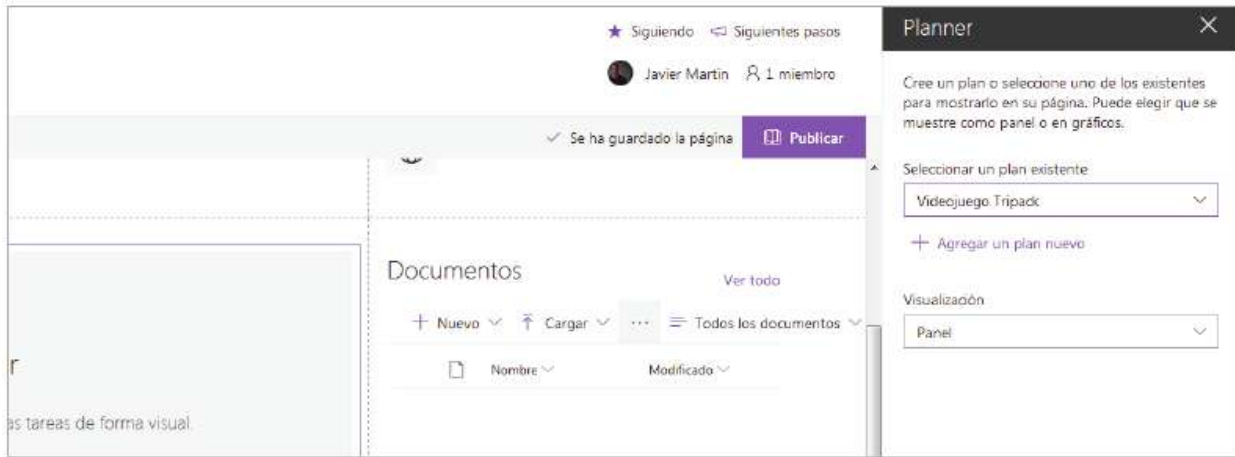 Siguiendo Siguientes pasos
Javier Martin 1 miembro
Se ha guardado la página Publicar
Documentos
Ver todo
Nuevo Cargar ... Todos los documentos
Nombre Modificado
r
as tareas de forma visual.
Planner
Cree un plan o seleccione uno de los existentes
para mostrarlo en su página. Puede elegir que se
muestre como panel o en gráficos.
Seleccionar un plan existente
Videojuego Tripack
+ Agregar un plan nuevo
Visualización
Panel